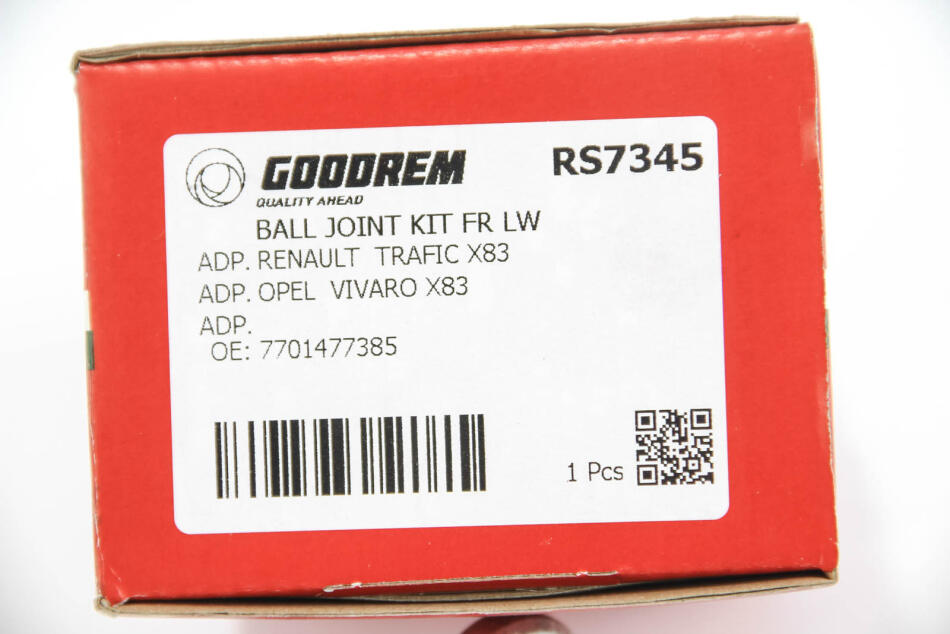 GOODREM
QUALITY AHEAD
RS7345
BALL JOINT KIT FR LW
ADP. RENAULT TRAFIC X83
ADP. OPEL VIVARO X83
ADP.
OE: 7701477385
1 Pcs